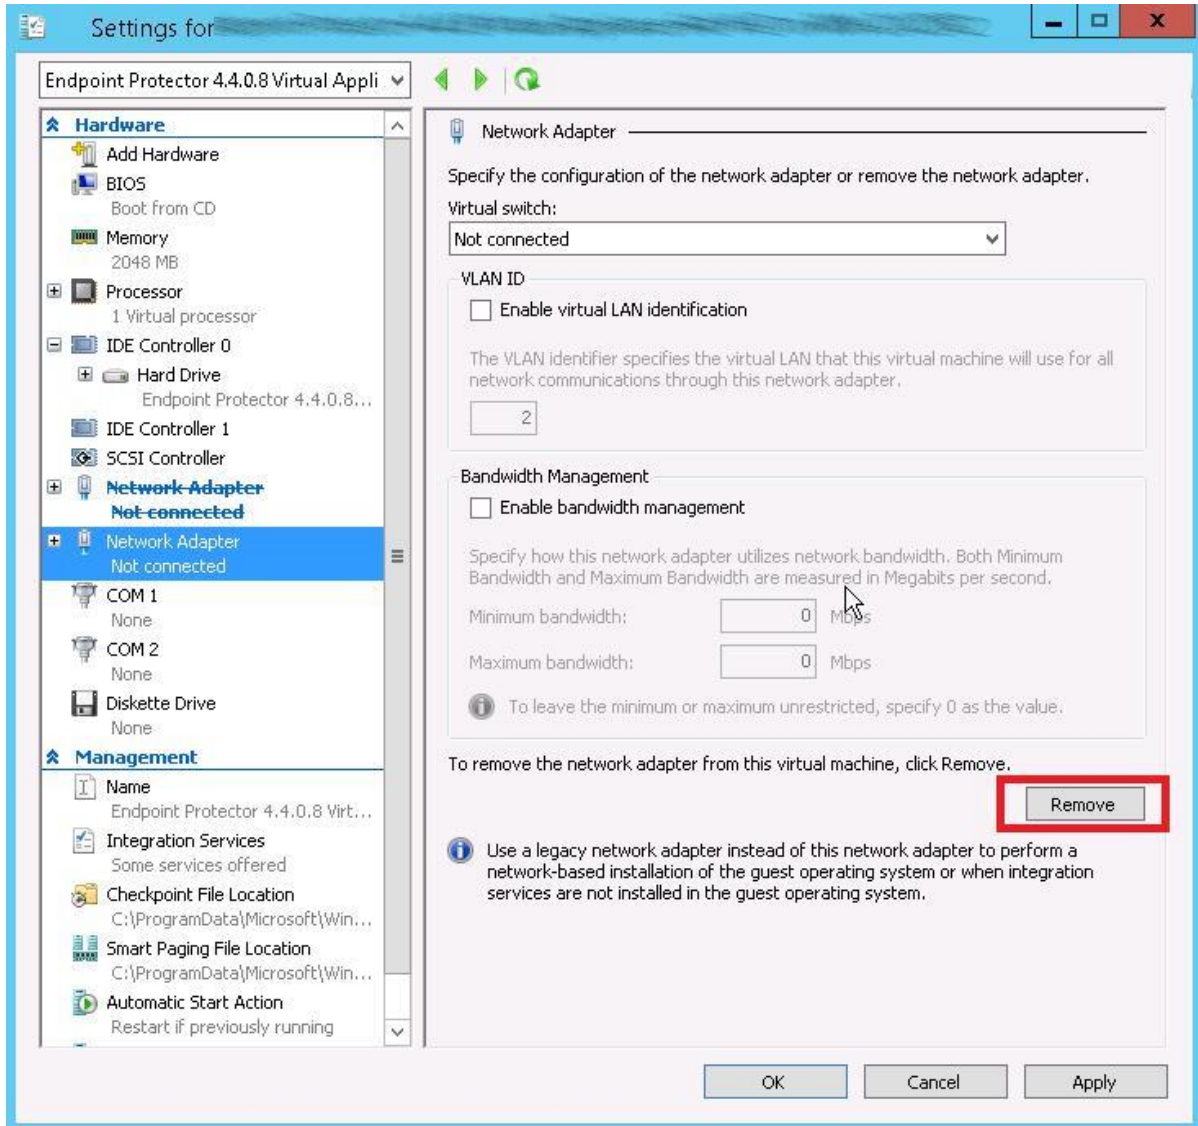 Settings for
Endpoint Protector 4.4.0.8 Virtual Appli
Hardware
Add Hardware
BIOS
Boot from CD
Memory
2048 MB
Processor
1 Virtual processor
IDE Controller 0
Hard Drive
Endpoint Protector 4.4.0.8...
IDE Controller 1
SCSI Controller
Network Adapter
Not connected
Network Adapter
Not connected
COM 1
None
COM 2
None
Diskette Drive
None
Management
Name
Endpoint Protector 4.4.0.8 Virt...
Integration Services
Some services offered
Checkpoint File Location
C:\ProgramData\Microsoft\Win...
Smart Paging File Location
C:\ProgramData\Microsoft\Win...
Automatic Start Action
Restart if previously running
Network Adapter
Specify the configuration of the network adapter or remove the network adapter.
Virtual switch:
Not connected
VLAN ID
Enable virtual LAN identification
The VLAN identifier specifies the virtual LAN that this virtual machine will use for all
network communications through this network adapter.
2
Bandwidth Management
Enable bandwidth management
Specify how this network adapter utilizes network bandwidth. Both Minimum
Bandwidth and Maximum Bandwidth are measured in Megabits per second.
Minimum bandwidth: 0 Mbps
Maximum bandwidth: 0 Mbps
To leave the minimum or maximum unrestricted, specify 0 as the value.
To remove the network adapter from this virtual machine, click Remove.
Remove
Use a legacy network adapter instead of this network adapter to perform a
network-based installation of the guest operating system or when integration
services are not installed in the guest operating system.
OK Cancel Apply